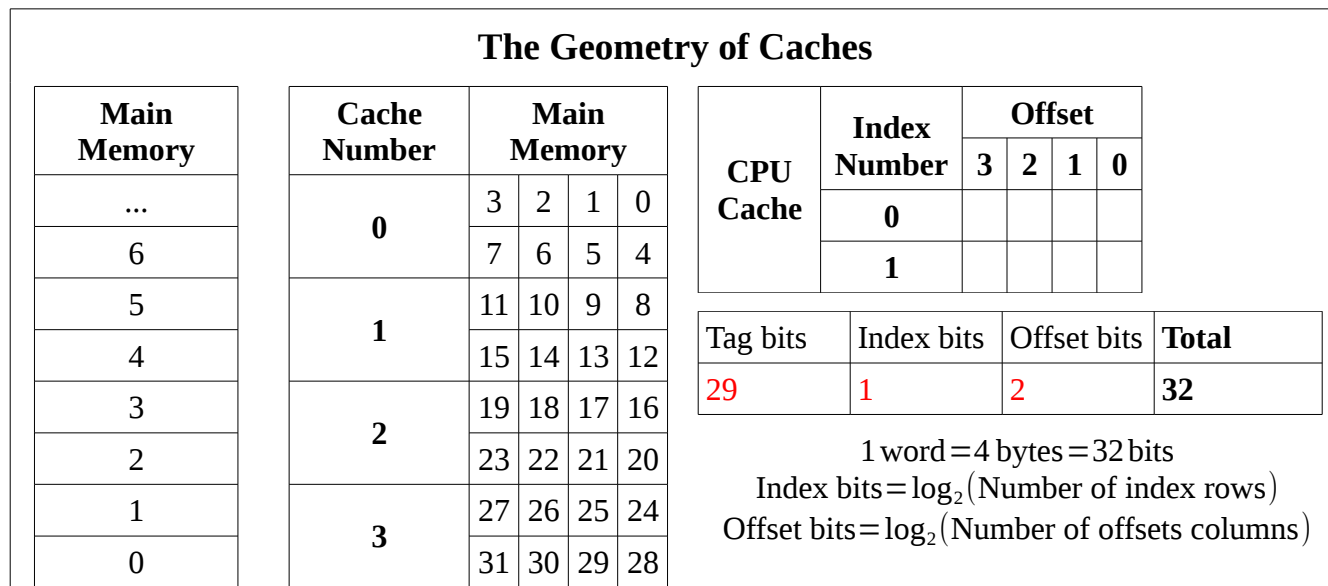 The Geometry of Caches
Main
Memory
...
6
5
4
3
2
1
0
Cache
Number
Main
Memory
0
3 2 1 0
7 6 5 4
1
11 10 9 8
15 14 13 12
2
19 18 17 16
23 22 21 20
3
27 26 25 24
31 30 29 28
CPU
Cache
Index
Number
Offset
3 2 1 0
0
1
Tag bits Index bits Offset bits Total
29 1 2 32
1 word=4 bytes=32 bits
Index bits=log₂(Number of index rows)
Offset bits=log₂(Number of offsets columns)